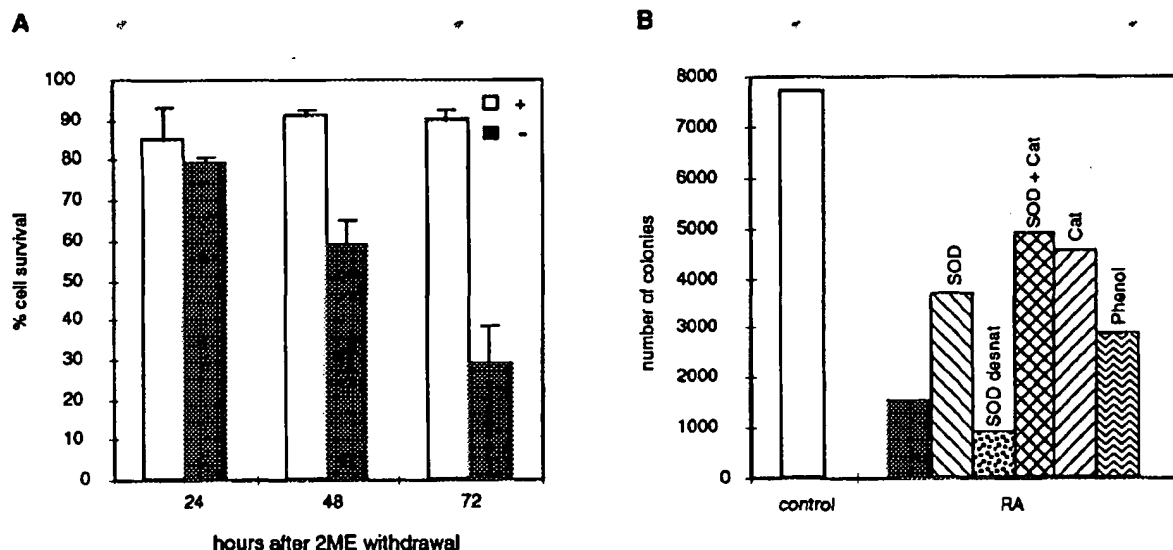 A
% cell survival
100
90
80
70
60
50
40
30
20
10
0
+
-
24
48
72
hours after 2ME withdrawal
B
number of colonies
8000
7000
6000
5000
4000
3000
2000
1000
0
SOD
SOD desnat
SOD + Cat
Cat
Phenol
control
RA